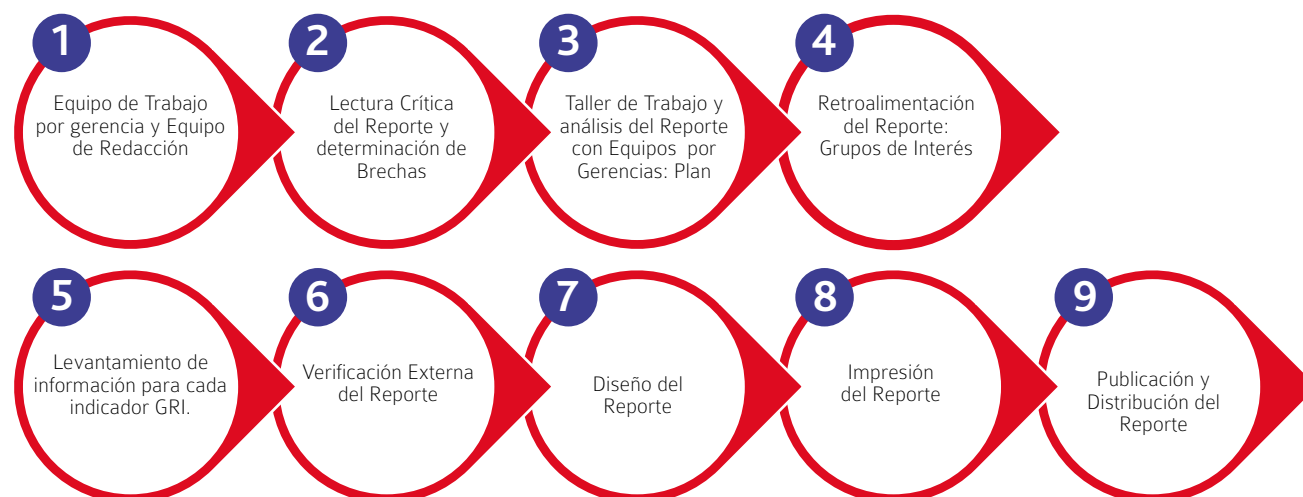 1
Equipo de Trabajo
por gerencia y Equipo
de Redacción
2
Lectura Crítica
del Reporte y
determinación de
Brechas
3
Taller de Trabajo y
análisis del Reporte
con Equipos por
Gerencias: Plan
4
Retroalimentación
del Reporte:
Grupos de Interés
5
Levantamiento de
información para cada
indicador GRI.
6
Verificación Externa
del Reporte
7
Diseño del
Reporte
8
Impresión
del Reporte
9
Publicación y
Distribución del
Reporte